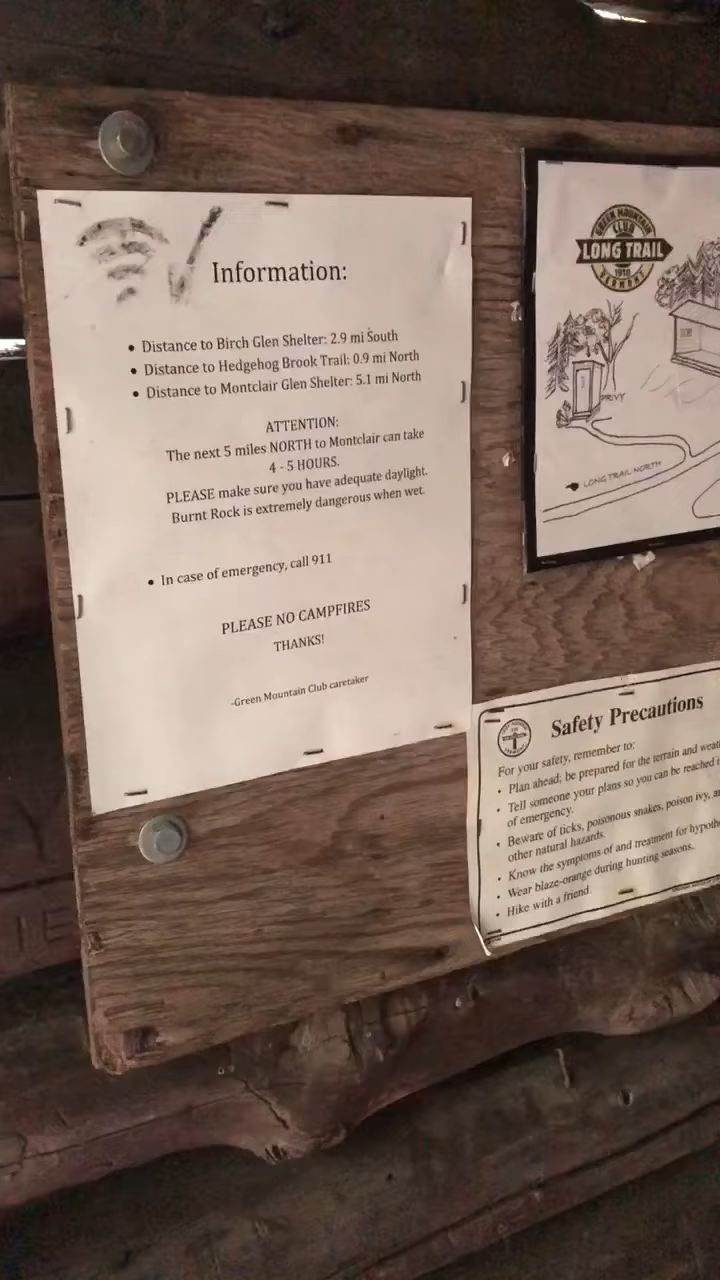 Information:
• Distance to Birch Glen Shelter: 2.9 mi South
• Distance to Hedgehog Brook Trail: 0.9 mi North
• Distance to Montclair Glen Shelter: 5.1 mi North
ATTENTION:
The next 5 miles NORTH to Montclair can take
4 - 5 HOURS.
PLEASE make sure you have adequate daylight.
Burnt Rock is extremely dangerous when wet.
• In case of emergency, call 911
PLEASE NO CAMPFIRES
THANKS!
-Green Mountain Club caretaker
GREEN MOUNTAIN
CLUB
LONG TRAIL
1910
VERMONT
PRIVY
LONG TRAIL NORTH
Safety Precautions
For your safety, remember to:
• Plan ahead; be prepared for the terrain and
• Tell someone your plans so you can be reached
of emergency.
• Beware of ticks, poisonous snakes, poison ivy,
other natural hazards.
• Know the symptoms of and treatment for
• Wear blaze-orange during hunting seasons.
• Hike with a friend.